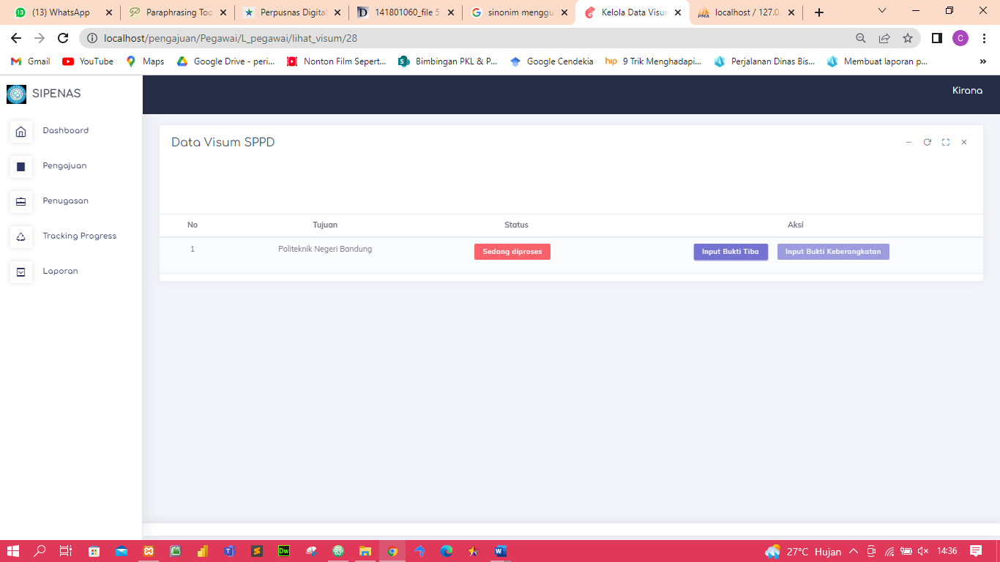 (13) WhatsApp
Paraphrasing Too
Perpusnas Digital
141801060_file 5.
sinonim menggu
Kelola Data Visum
localhost / 127.0.
localhost/pengajuan/Pegawai/L_pegawai/lihat_visum/28
C
Gmail
YouTube
Maps
Google Drive - peri...
Nonton Film Sepert...
Bimbingan PKL & P...
Google Cendekia
9 Trik Menghadapi...
Perjalanan Dinas Bis...
Membuat laporan p...
»
SIPENAS
Kirana
Dashboard
Pengajuan
Penugasan
Tracking Progress
Laporan
Data Visum SPPD
No Tujuan Status Aksi
1 Politeknik Negeri Bandung Sedang diproses Input Bukti Tiba Input Bukti Keberangkatan
27°C Hujan 14:36